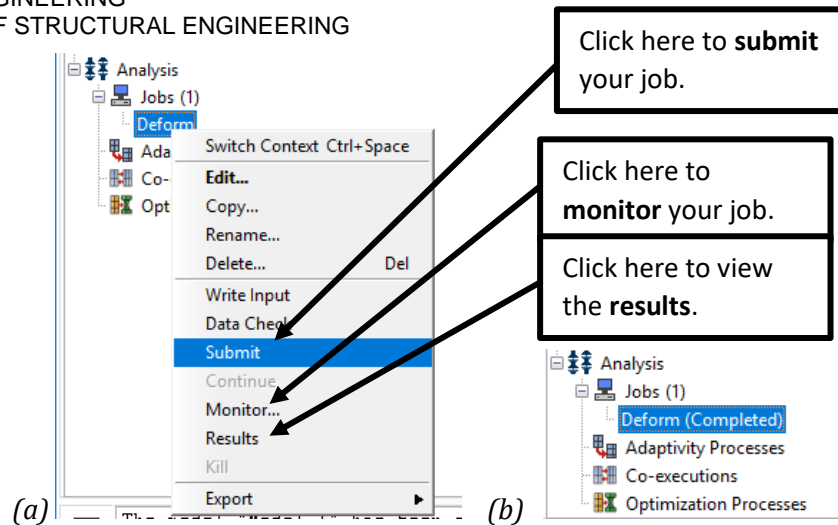 GINEERING
F STRUCTURAL ENGINEERING
Click here to submit
your job.
Click here to
monitor your job.
Click here to view
the results.
Analysis
Jobs (1)
Deform
Ada
Co-
Opt
Switch Context Ctrl+Space
Edit...
Copy...
Rename...
Delete... Del
Write Input
Data Check
Submit
Continue
Monitor...
Results
Kill
Export
(a)
Analysis
Jobs (1)
Deform (Completed)
Adaptivity Processes
Co-executions
Optimization Processes
(b)